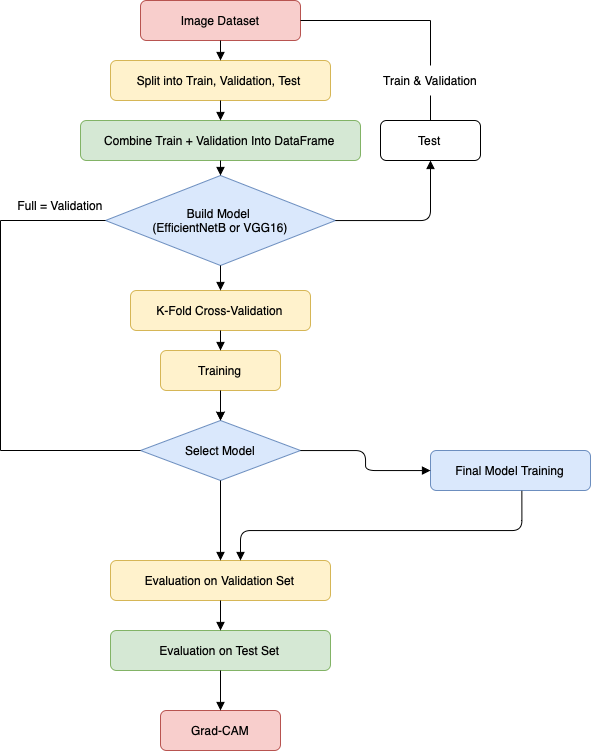 Image Dataset
Split into Train, Validation, Test
Train & Validation
Combine Train + Validation Into DataFrame
Test
Full = Validation
Build Model
(EfficientNetB or VGG16)
K-Fold Cross-Validation
Training
Select Model
Final Model Training
Evaluation on Validation Set
Evaluation on Test Set
Grad-CAM